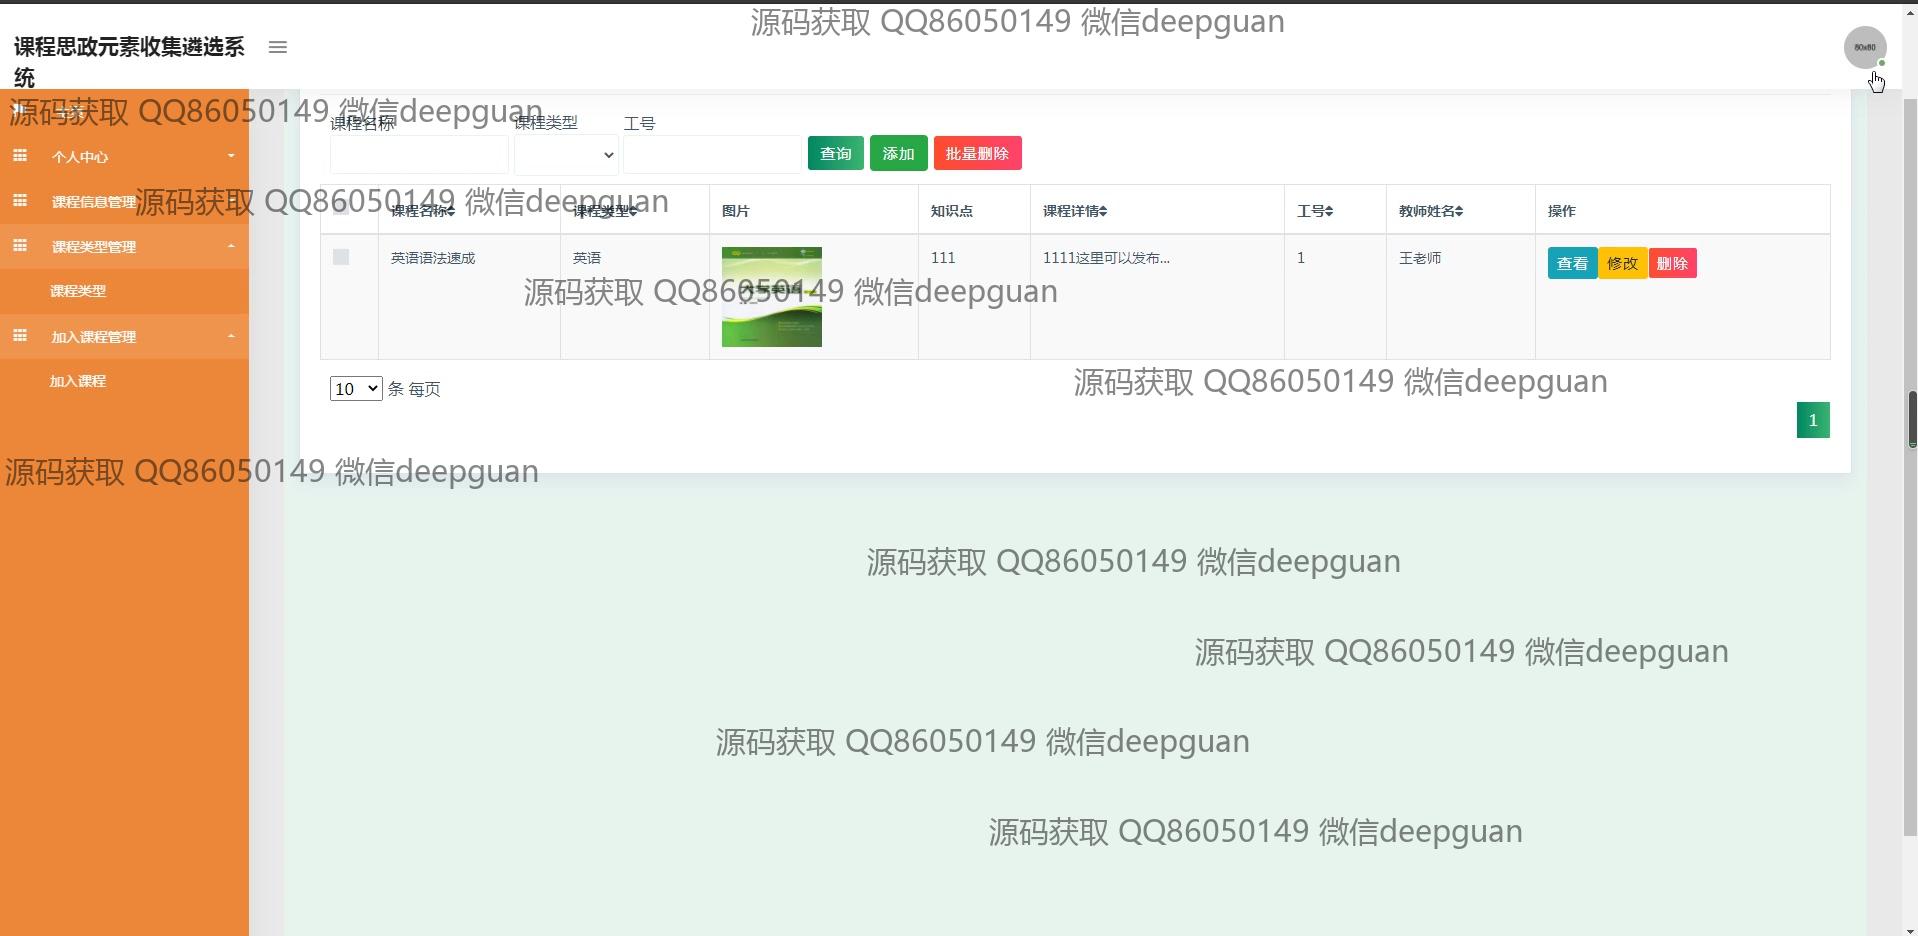 源码获取 QQ86050149 微信deepguan
课程思政元素收集遴选系
统
80x80
源码获取 QQ86050149 微信deepguan
课程名称 课程类型 工号
查询 添加 批量删除
个人中心
课程信息管理
源码获取 QQ86050149 微信deepguan
课程名称 课程类型 图片 知识点 课程详情 工号 教师姓名 操作
课程类型管理
英语语法速成 英语 111 1111这里可以发布... 1 王老师 查看 修改 删除
大学英语
源码获取 QQ86050149 微信deepguan
课程类型
加入课程管理
加入课程
10 条 每页
源码获取 QQ86050149 微信deepguan
1
源码获取 QQ86050149 微信deepguan
源码获取 QQ86050149 微信deepguan
源码获取 QQ86050149 微信deepguan
源码获取 QQ86050149 微信deepguan
源码获取 QQ86050149 微信deepguan